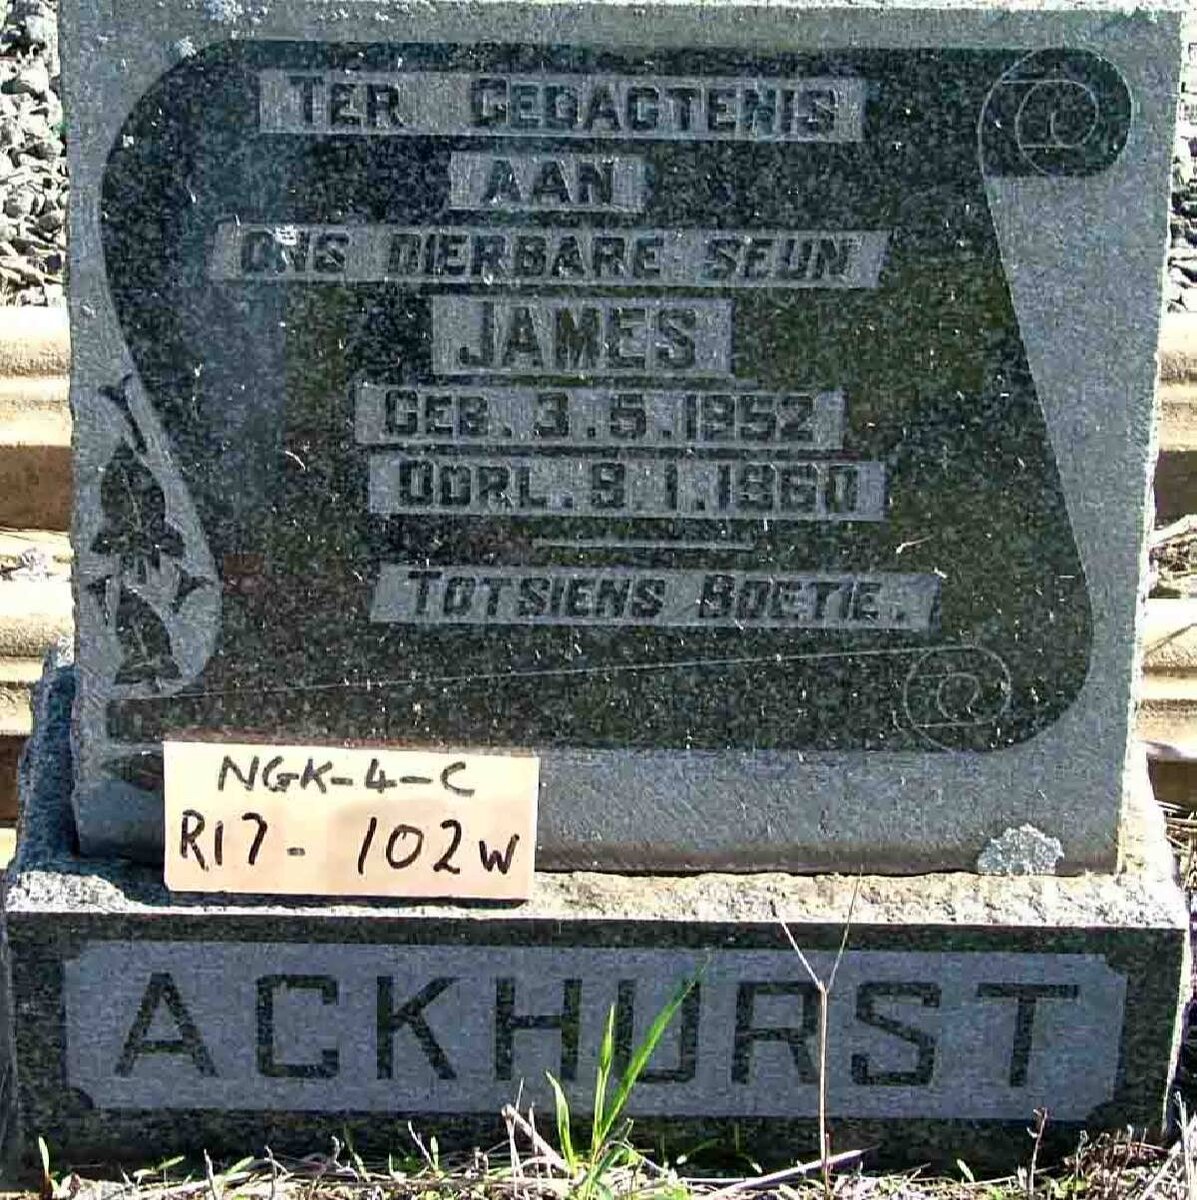 TER GEDAGTENIS
AAN
ONS DIERBARE SEUN
JAMES
GEB. 3.5.1952
OORL. 9.1.1960
TOTSIENS BOETIE.
NGK-4-C
R17- 102W
ACKHURST